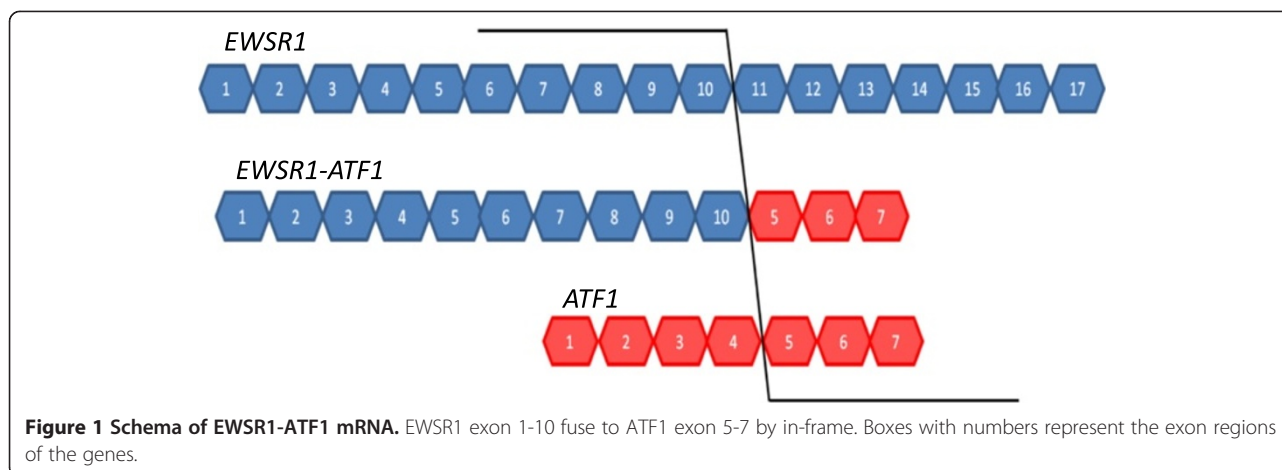 EWSR1
1 2 3 4 5 6 7 8 9 10 11 12 13 14 15 16 17
EWSR1-ATF1
1 2 3 4 5 6 7 8 9 10 5 6 7
ATF1
1 2 3 4 5 6 7
Figure 1 Schema of EWSR1-ATF1 mRNA. EWSR1 exon 1-10 fuse to ATF1 exon 5-7 by in-frame. Boxes with numbers represent the exon regions
of the genes.